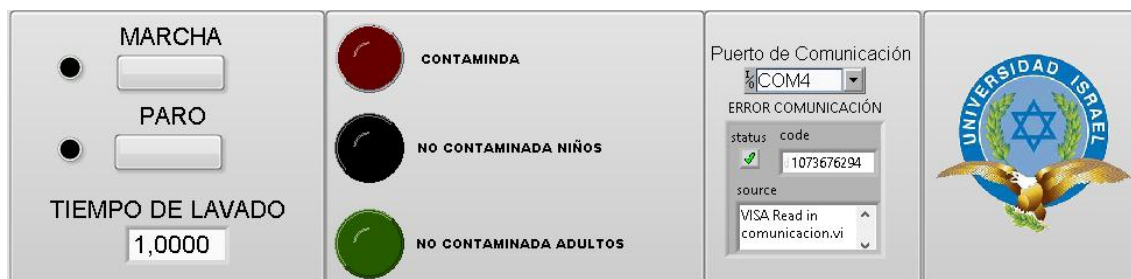 MARCHA
PARO
TIEMPO DE LAVADO
1,0000
CONTAMINDA
NO CONTAMINADA NIÑOS
NO CONTAMINADA ADULTOS
Puerto de Comunicación
I/O COM4
ERROR COMUNICACIÓN
status code
1073676294
source
VISA Read in
comunicacion.vi
UNIVERSIDAD ISRAEL